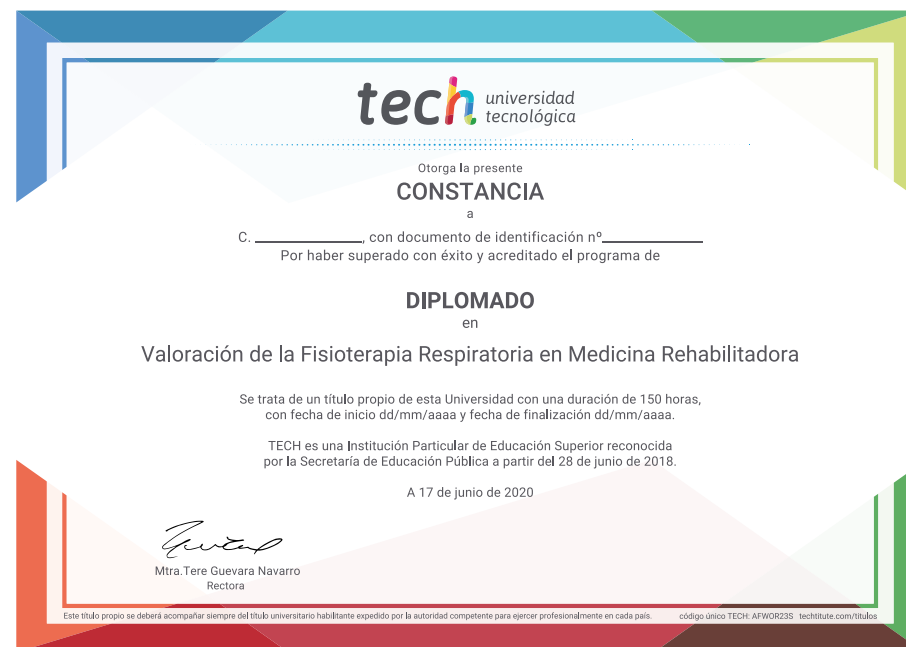 tech universidad
tecnológica
Otorga la presente
CONSTANCIA
a
C. ______________, con documento de identificación nº_____________
Por haber superado con éxito y acreditado el programa de
DIPLOMADO
en
Valoración de la Fisioterapia Respiratoria en Medicina Rehabilitadora
Se trata de un título propio de esta Universidad con una duración de 150 horas,
con fecha de inicio dd/mm/aaaa y fecha de finalización dd/mm/aaaa.
TECH es una Institución Particular de Educación Superior reconocida
por la Secretaría de Educación Pública a partir del 28 de junio de 2018.
A 17 de junio de 2020
Mtra.Tere Guevara Navarro
Rectora
Este título propio se deberá acompañar siempre del título universitario habilitante expedido por la autoridad competente para ejercer profesionalmente en cada país. código único TECH: AFWOR23S techtitute.com/titulos